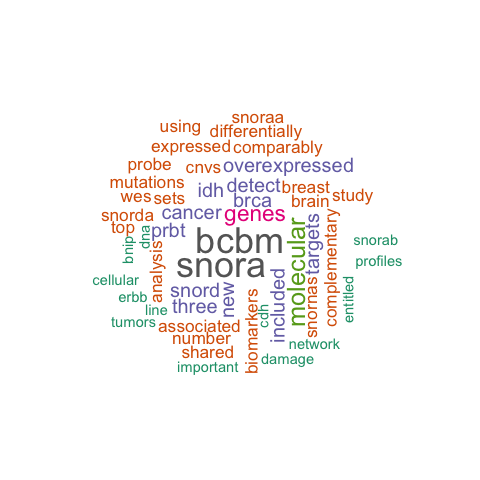 snoraa
using differentially
expressed comparably
probe cnvs overexpressed
mutations idh detect breast
wes sets brca brain study
snorda cancer genes
top prbt
bnip dna bcbm
snora
molecular
targets
complementary
snorab
profiles
analysis
cellular
erbb
line
tumors
snord
three
new
included
snornas
entitled
associated
number
shared
important
biomarkers
cdh
network
damage